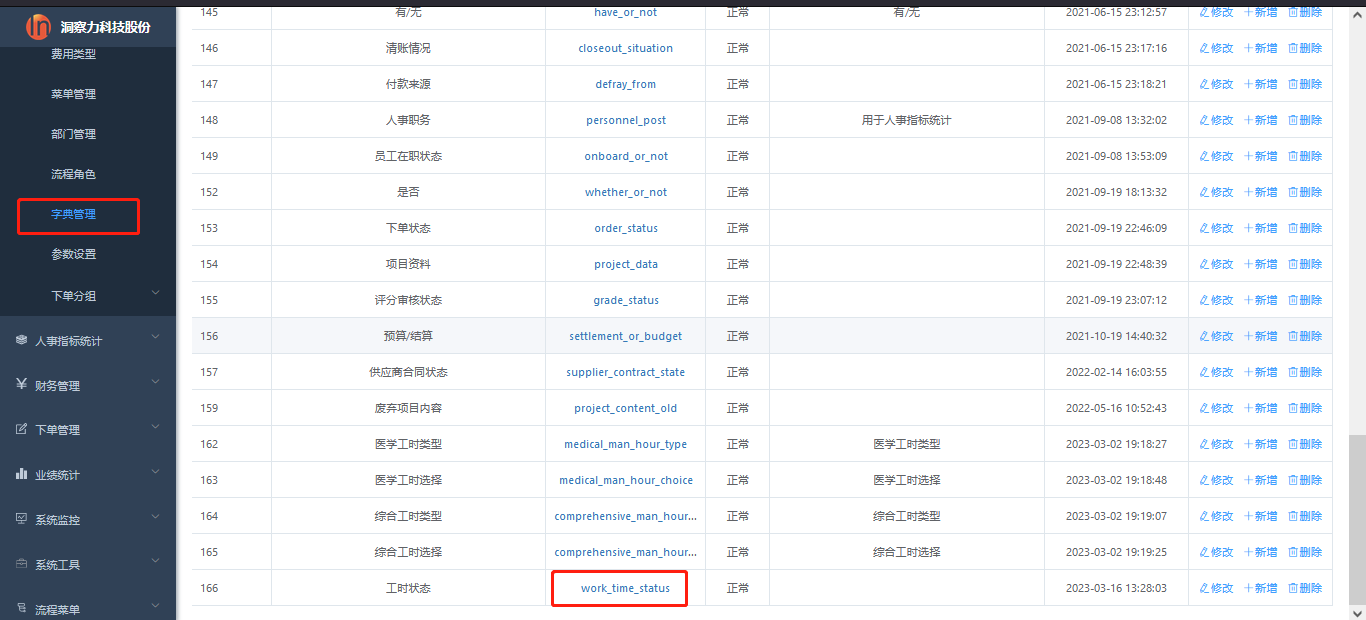 洞察力科技股份
费用类型
菜单管理
部门管理
流程角色
字典管理
参数设置
下单分组
人事指标统计
财务管理
下单管理
业绩统计
系统监控
系统工具
流程菜单
145 有/无 have_or_not 正常 有/无 2021-06-15 23:12:57 修改 新增 删除
146 清账情况 closeout_situation 正常 2021-06-15 23:17:16 修改 新增 删除
147 付款来源 defray_from 正常 2021-06-15 23:18:21 修改 新增 删除
148 人事职务 personnel_post 正常 用于人事指标统计 2021-09-08 13:32:02 修改 新增 删除
149 员工在职状态 onboard_or_not 正常 2021-09-08 13:53:09 修改 新增 删除
152 是否 whether_or_not 正常 2021-09-19 18:13:32 修改 新增 删除
153 下单状态 order_status 正常 2021-09-19 22:46:09 修改 新增 删除
154 项目资料 project_data 正常 2021-09-19 22:48:39 修改 新增 删除
155 评分审核状态 grade_status 正常 2021-09-19 23:07:12 修改 新增 删除
156 预算/结算 settlement_or_budget 正常 2021-10-19 14:40:32 修改 新增 删除
157 供应商合同状态 supplier_contract_state 正常 2022-02-14 16:03:55 修改 新增 删除
159 废弃项目内容 project_content_old 正常 2022-05-16 10:52:43 修改 新增 删除
162 医学工时类型 medical_man_hour_type 正常 医学工时类型 2023-03-02 19:18:27 修改 新增 删除
163 医学工时选择 medical_man_hour_choice 正常 医学工时选择 2023-03-02 19:18:48 修改 新增 删除
164 综合工时类型 comprehensive_man_hour... 正常 综合工时类型 2023-03-02 19:19:07 修改 新增 删除
165 综合工时选择 comprehensive_man_hour... 正常 综合工时选择 2023-03-02 19:19:25 修改 新增 删除
166 工时状态 work_time_status 正常 2023-03-16 13:28:03 修改 新增 删除